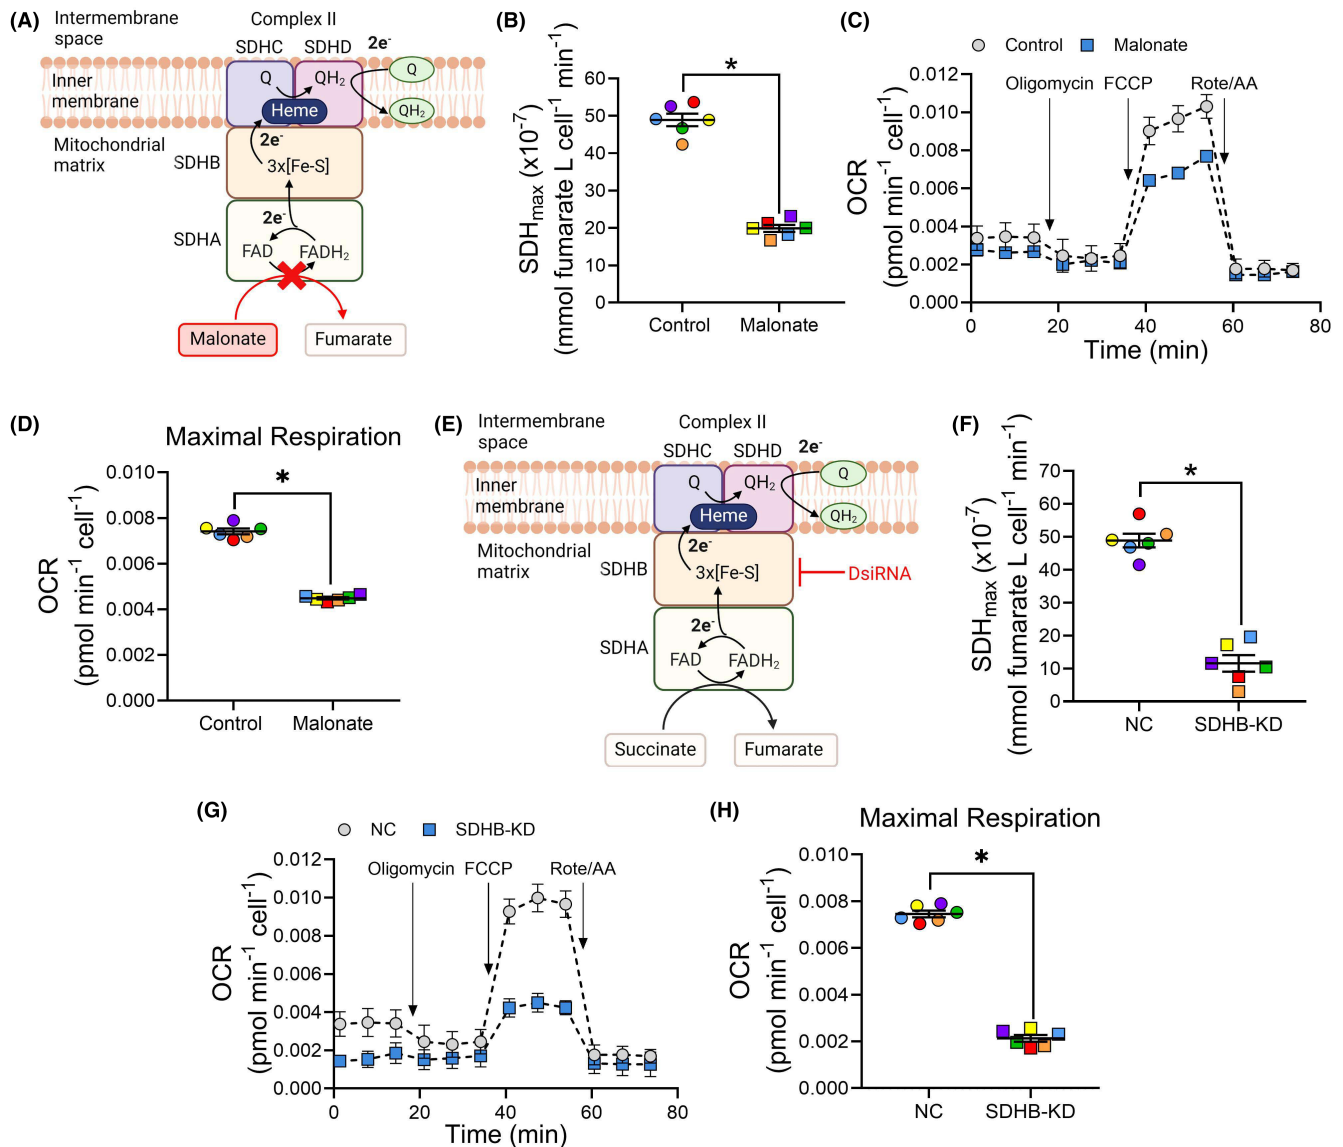 (A)
Intermembrane
space
Complex II
SDHC
SDHD
2e-
Q
QH2
Q
Inner
membrane
Heme
QH2
Mitochondrial
matrix
2e-
SDHB
3x[Fe-S]
2e-
SDHA
FAD
FADH2
Malonate
Fumarate
(B)
SDHmax (x10-7)
(mmol fumarate L cell-1 min-1)
60
50
40
30
20
10
0
*
Control
Malonate
(C)
Control
Malonate
OCR
(pmol min-1 cell-1)
0.012
0.010
0.008
0.006
0.004
0.002
0.000
Oligomycin
FCCP
Rote/AA
0
20
40
60
80
Time (min)
(D)
Maximal Respiration
OCR
(pmol min-1 cell-1)
0.010
0.008
0.006
0.004
0.002
0.000
*
Control
Malonate
(E)
Intermembrane
space
Complex II
SDHC
SDHD
2e-
Q
QH2
Q
Inner
membrane
Heme
QH2
Mitochondrial
matrix
2e-
SDHB
3x[Fe-S]
DsiRNA
2e-
SDHA
FAD
FADH2
Succinate
Fumarate
(F)
SDHmax (x10-7)
(mmol fumarate L cell-1 min-1)
70
60
50
40
30
20
10
0
*
NC
SDHB-KD
(G)
NC
SDHB-KD
OCR
(pmol min-1 cell-1)
0.012
0.010
0.008
0.006
0.004
0.002
0.000
Oligomycin
FCCP
Rote/AA
0
20
40
60
80
Time (min)
(H)
Maximal Respiration
OCR
(pmol min-1 cell-1)
0.010
0.008
0.006
0.004
0.002
0.000
*
NC
SDHB-KD